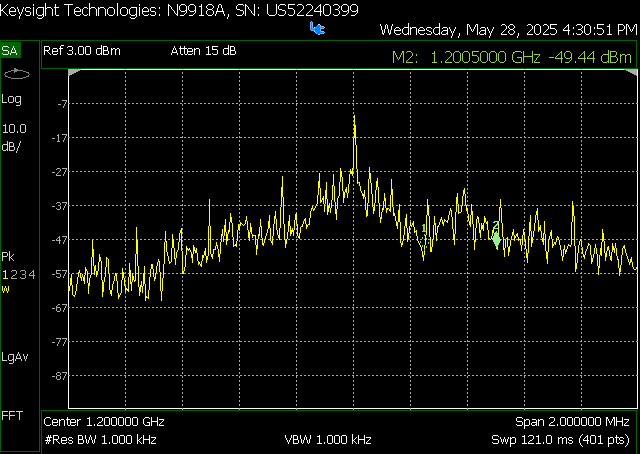 Keysight Technologies: N9918A, SN: US52240399
Wednesday, May 28, 2025 4:30:51 PM
SA
Ref 3.00 dBm Atten 15 dB
M2: 1.2005000 GHz -49.44 dBm
Log
10.0
dB/
-7
-17
-27
-37
-47
-57
-67
-77
-87
1
2
Pk
1234
w
LgAv
FFT
Center 1.200000 GHz Span 2.000000 MHz
#Res BW 1.000 kHz VBW 1.000 kHz Swp 121.0 ms (401 pts)